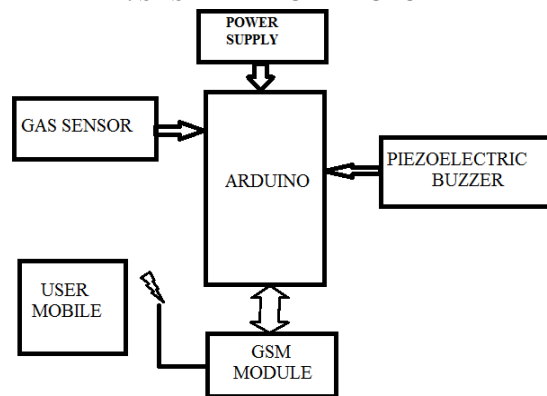 POWER
SUPPLY
GAS SENSOR
ARDUINO
PIEZOELECTRIC
BUZZER
USER
MOBILE
GSM
MODULE